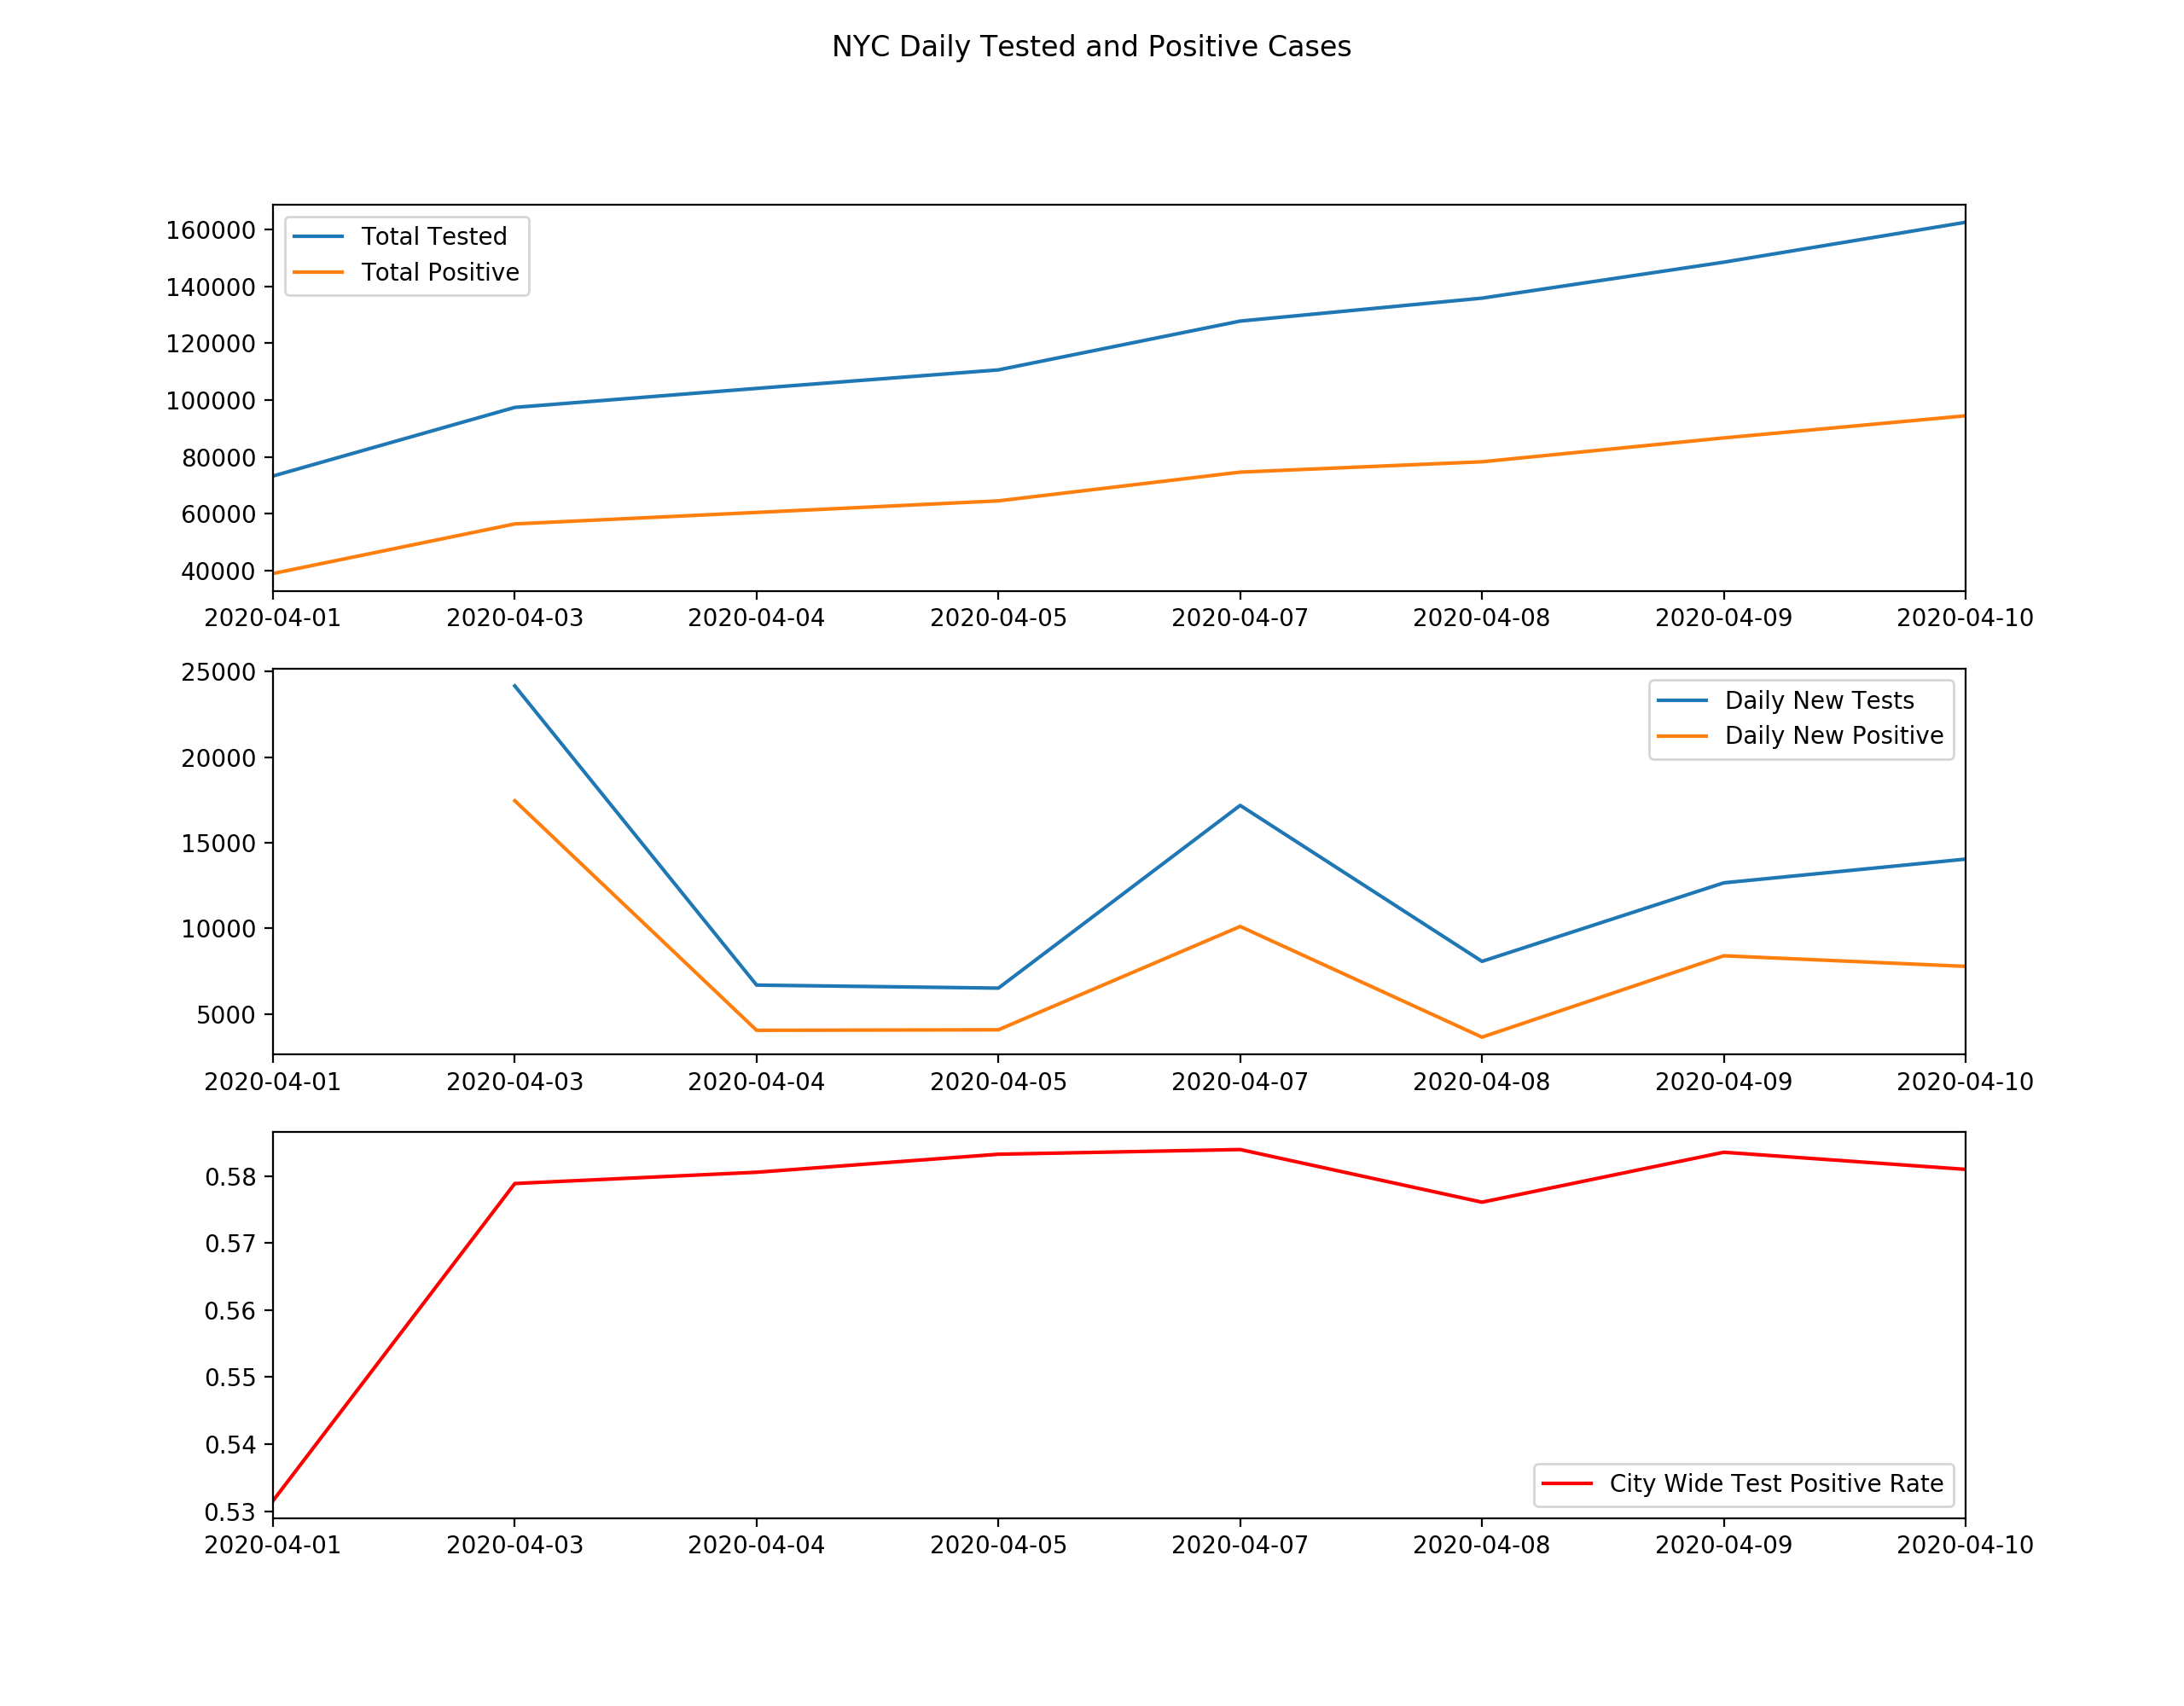 NYC Daily Tested and Positive Cases
Total Tested
Total Positive
160000
140000
120000
100000
80000
60000
40000
2020-04-01 2020-04-03 2020-04-04 2020-04-05 2020-04-07 2020-04-08 2020-04-09 2020-04-10
Daily New Tests
Daily New Positive
25000
20000
15000
10000
5000
2020-04-01 2020-04-03 2020-04-04 2020-04-05 2020-04-07 2020-04-08 2020-04-09 2020-04-10
0.58
0.57
0.56
0.55
0.54
0.53
City Wide Test Positive Rate
2020-04-01 2020-04-03 2020-04-04 2020-04-05 2020-04-07 2020-04-08 2020-04-09 2020-04-10